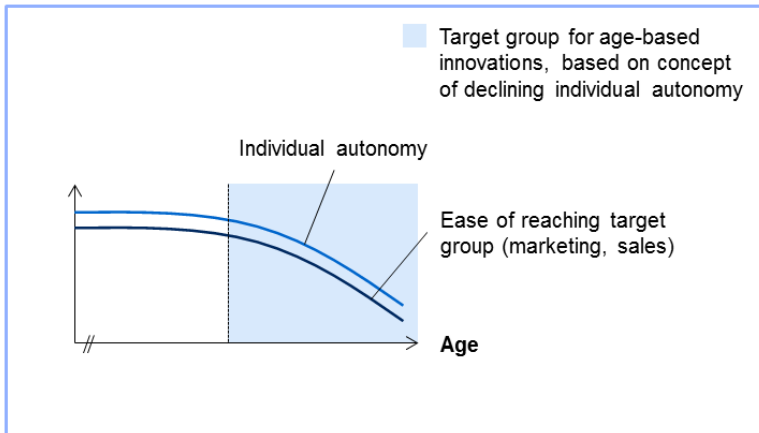 Target group for age-based
innovations, based on concept
of declining individual autonomy
Individual autonomy
Ease of reaching target
group (marketing, sales)
Age